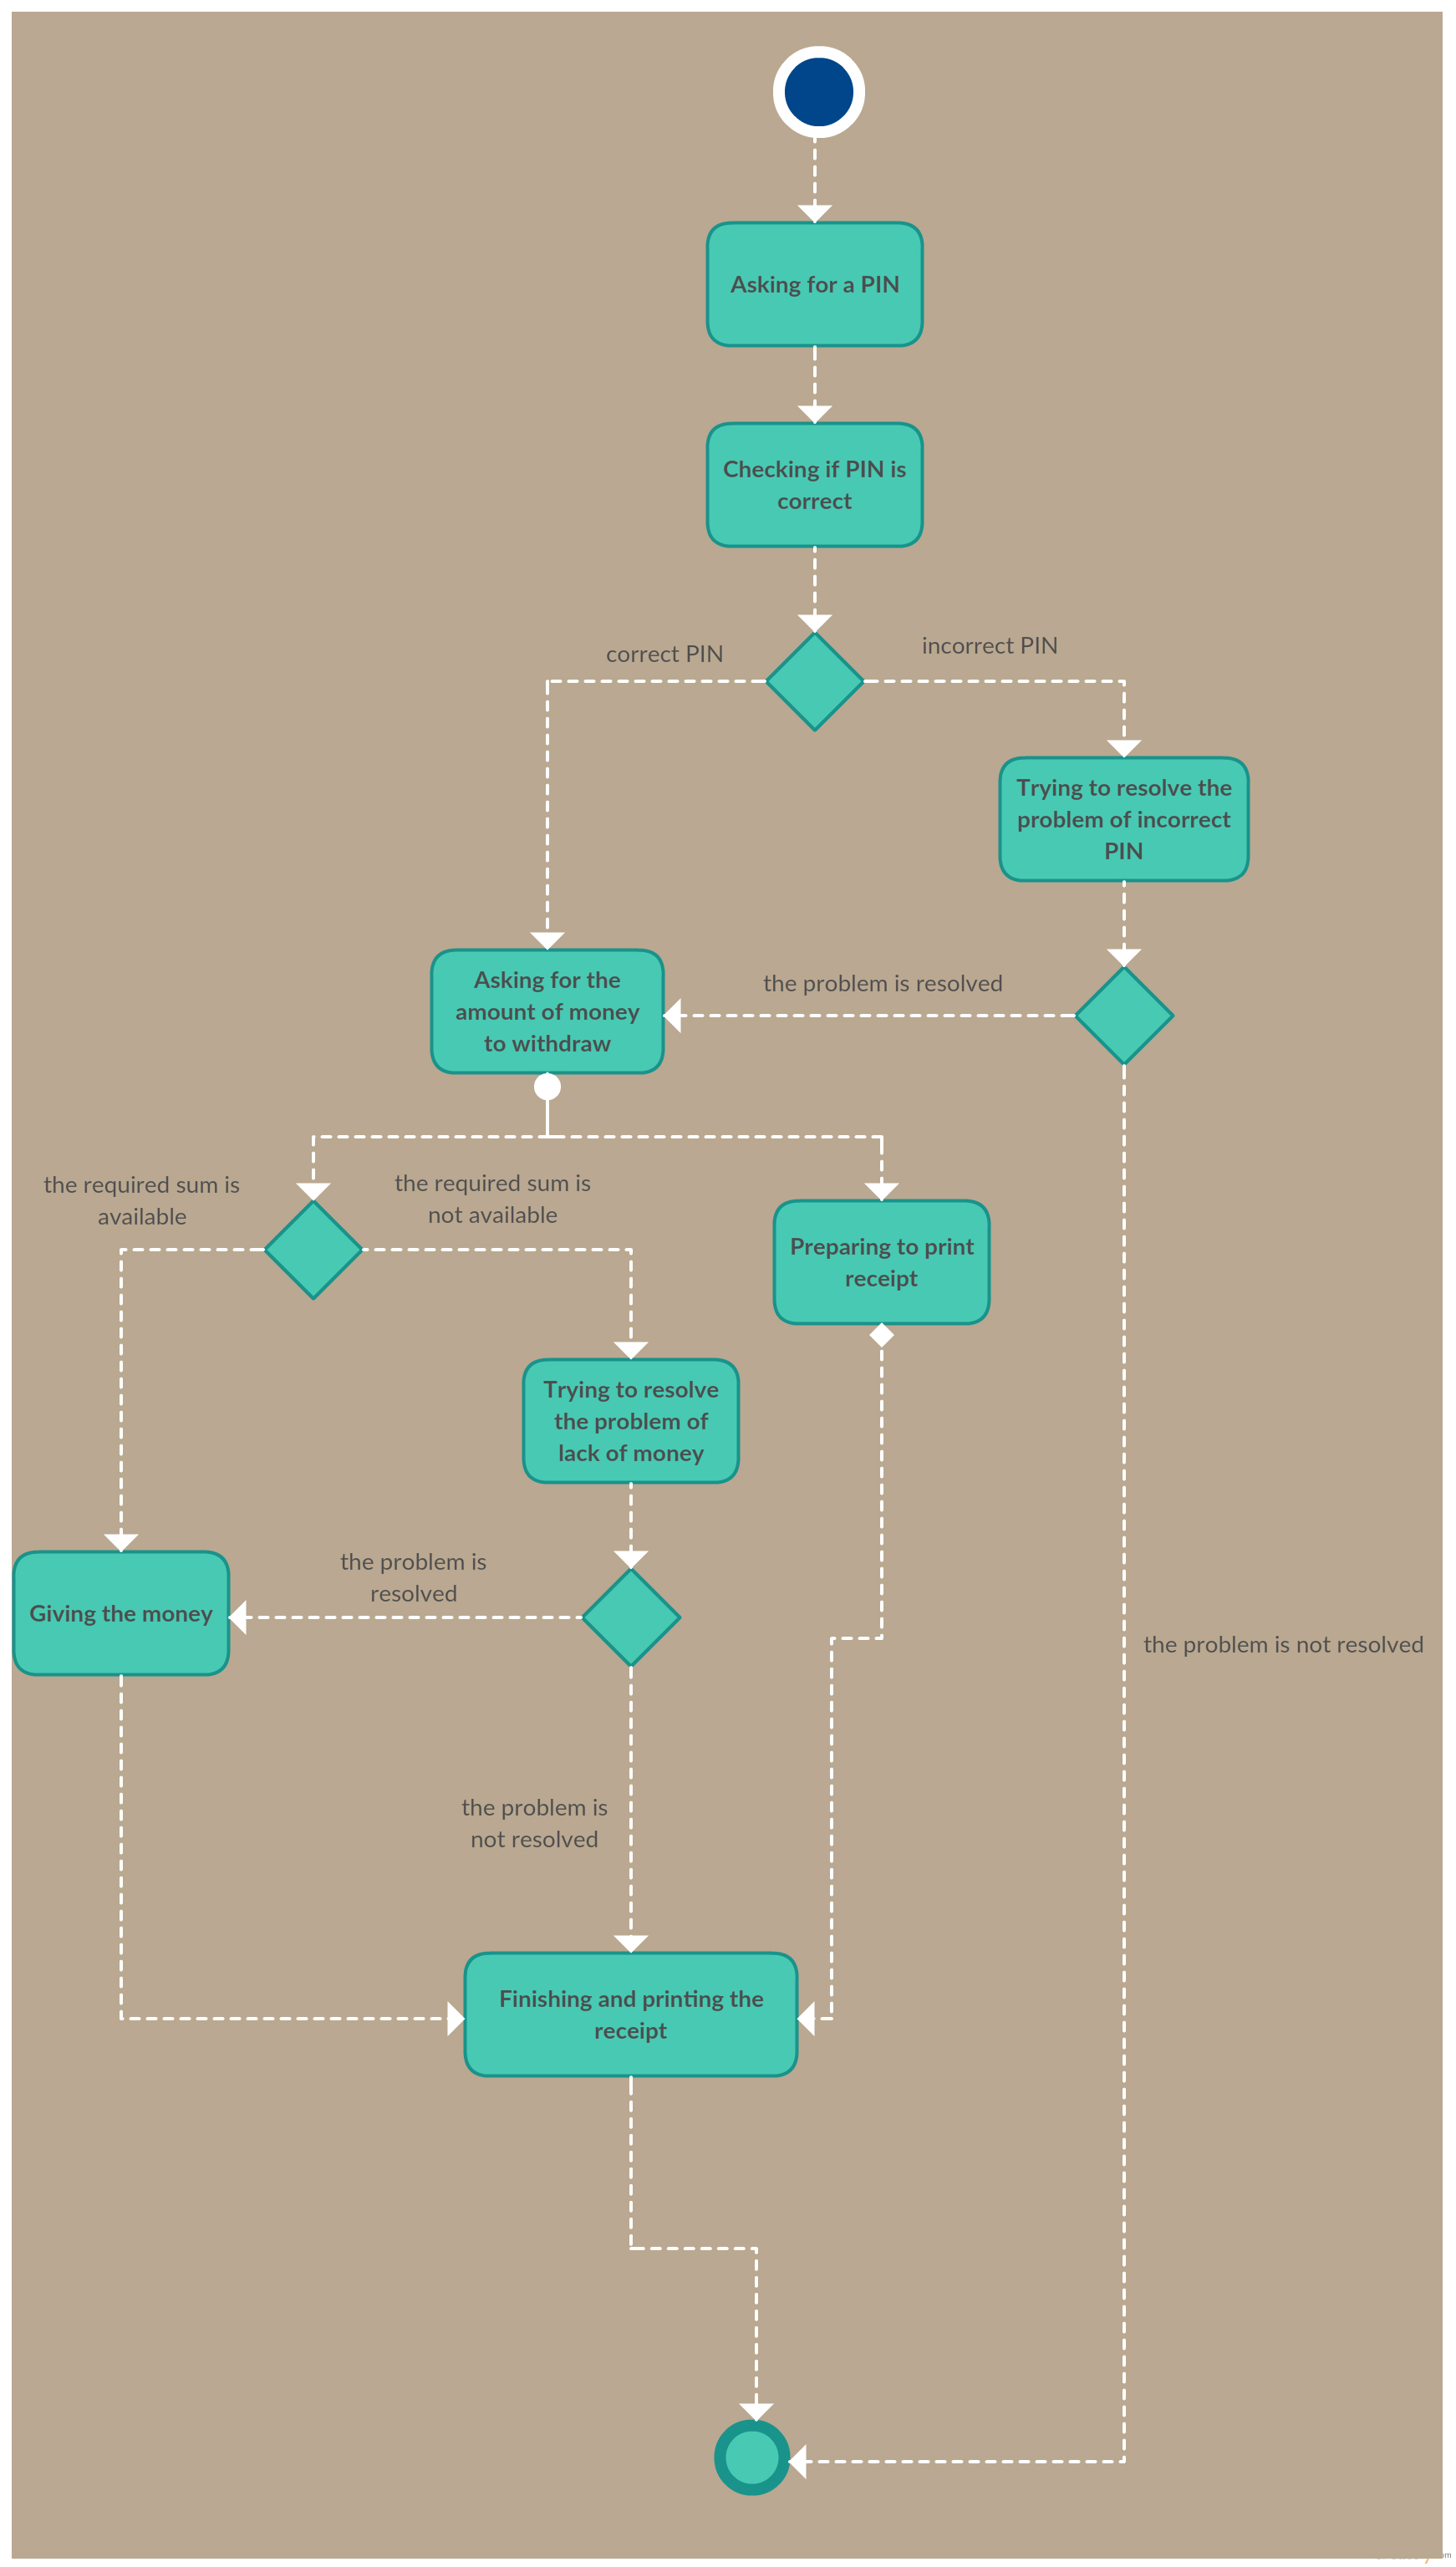 Asking for a PIN
Checking if PIN is
correct
correct PIN
incorrect PIN
Trying to resolve the
problem of incorrect
PIN
Asking for the
amount of money
to withdraw
the problem is resolved
the required sum is
available
the required sum is
not available
Preparing to print
receipt
Trying to resolve
the problem of
lack of money
Giving the money
the problem is
resolved
the problem is not resolved
the problem is
not resolved
Finishing and printing the
receipt